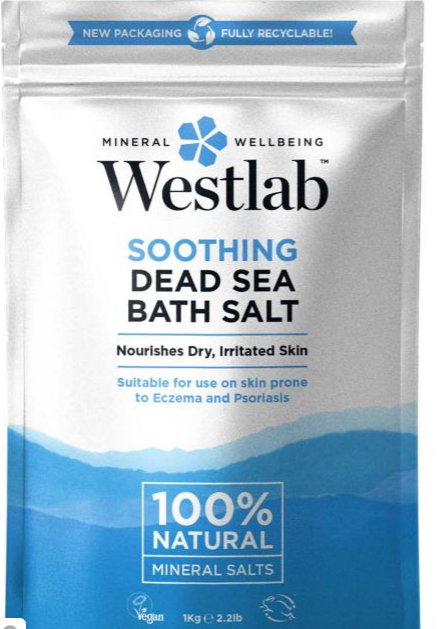 NEW PACKAGING FULLY RECYCLABLE!
MINERAL WELLBEING
Westlab™
SOOTHING
DEAD SEA
BATH SALT
Nourishes Dry, Irritated Skin
Suitable for use on skin prone
to Eczema and Psoriasis
100%
NATURAL
MINERAL SALTS
Vegan 1Kg ℮ 2.2lb